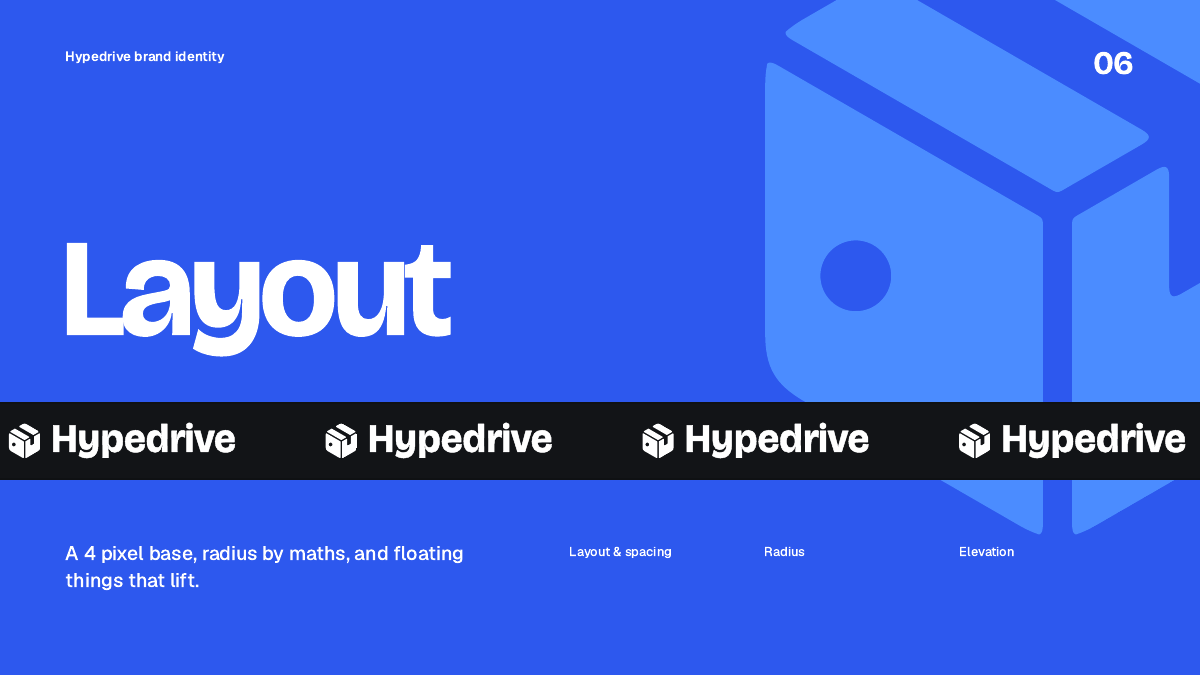 Hypedrive brand identity
06
Layout
Hypedrive Hypedrive Hypedrive Hypedrive
A 4 pixel base, radius by maths, and floating
things that lift.
Layout & spacing
Radius
Elevation